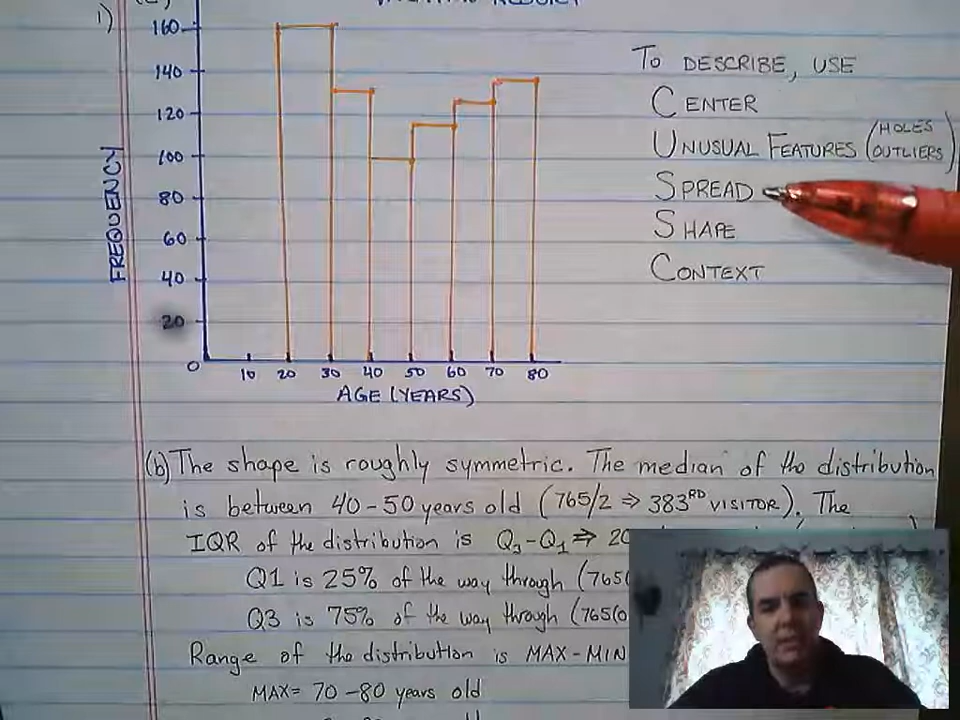 1)
160
140
120
100
80
60
40
20
0
FREQUENCY
10 20 30 40 50 60 70 80
AGE (YEARS)
TO DESCRIBE, USE
CENTER
UNUSUAL FEATURES (HOLES OUTLIERS)
SPREAD
SHAPE
CONTEXT
(b) The shape is roughly symmetric. The median of the distribution
is between 40-50 years old (765/2 ⇒ 383RD VISITOR). The
IQR of the distribution is Q3-Q1 ⇒ 20
Q1 is 25% of the way through (765(
Q3 is 75% of the way through (765(0
Range of the distribution is MAX-MIN
MAX= 70-80 years old